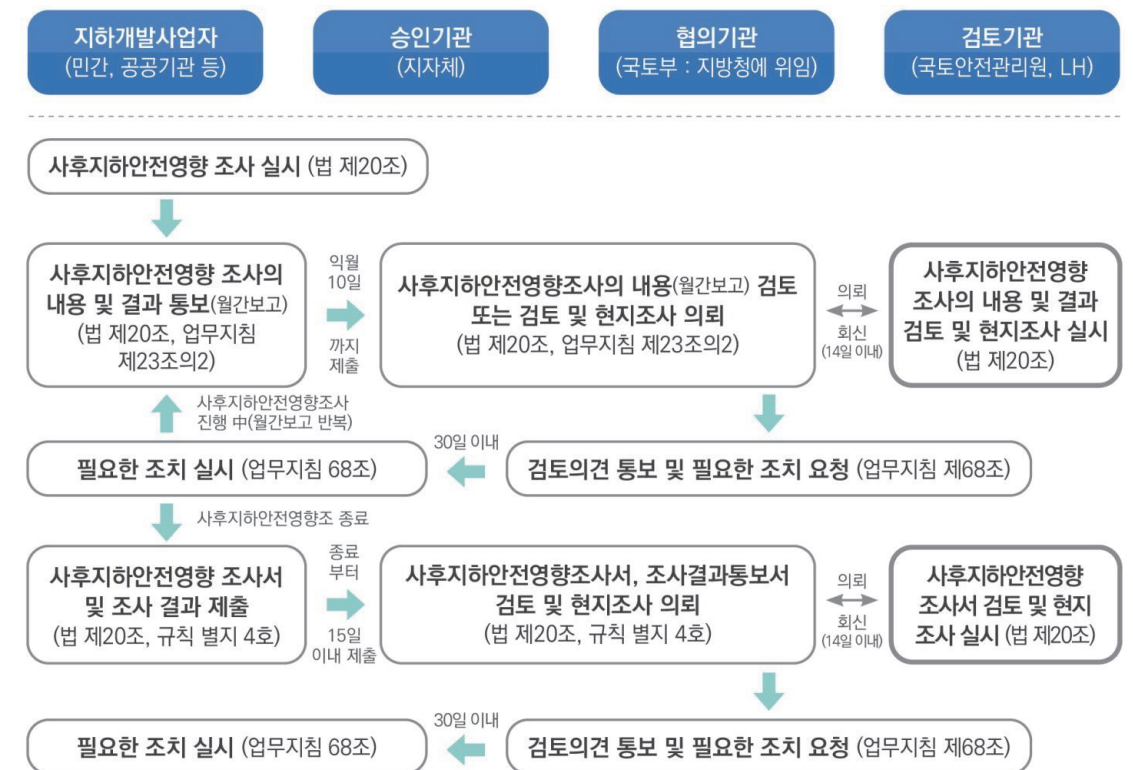 지하개발사업자
(민간, 공공기관 등)
승인기관
(지자체)
협의기관
(국토부 : 지방청에 위임)
검토기관
(국토안전관리원, LH)
사후지하안전영향 조사 실시 (법 제20조)
사후지하안전영향 조사의
내용 및 결과 통보(월간보고)
(법 제20조, 업무지침
제23조의2)
익월
10일
까지
제출
사후지하안전영향조사의 내용(월간보고) 검토
또는 검토 및 현지조사 의뢰
(법 제20조, 업무지침 제23조의2)
의뢰
회신
(14일 이내)
사후지하안전영향
조사의 내용 및 결과
검토 및 현지조사 실시
(법 제20조)
사후지하안전영향조사
진행 中(월간보고 반복)
필요한 조치 실시 (업무지침 68조)
30일 이내
검토의견 통보 및 필요한 조치 요청 (업무지침 제68조)
사후지하안전영향조 종료
사후지하안전영향 조사서
및 조사 결과 제출
(법 제20조, 규칙 별지 4호)
종료
부터
15일
이내 제출
사후지하안전영향조사서, 조사결과통보서
검토 및 현지조사 의뢰
(법 제20조, 규칙 별지 4호)
의뢰
회신
(14일 이내)
사후지하안전영향
조사서 검토 및 현지
조사 실시 (법 제20조)
필요한 조치 실시 (업무지침 68조)
30일 이내
검토의견 통보 및 필요한 조치 요청 (업무지침 제68조)